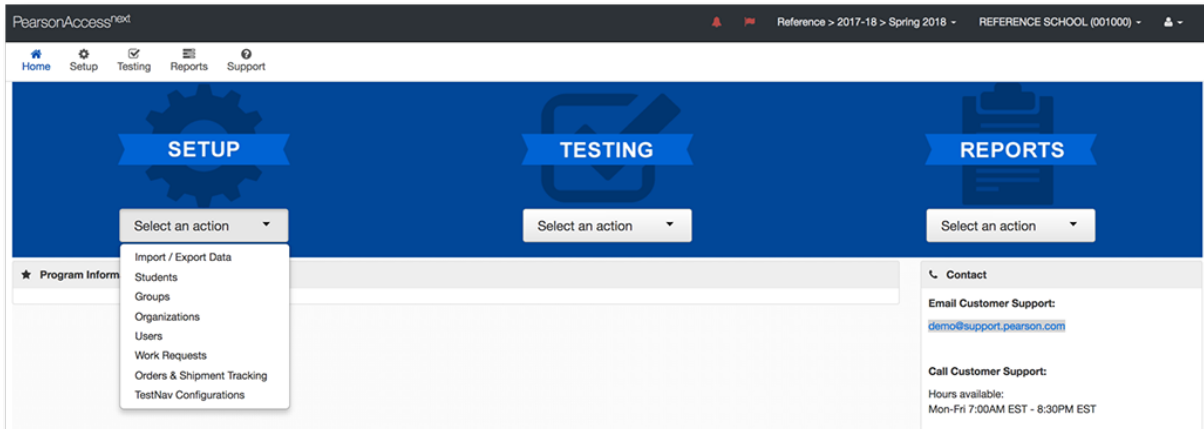 PearsonAccessnext
Reference > 2017-18 > Spring 2018
REFERENCE SCHOOL (001000)
Home
Setup
Testing
Reports
Support
SETUP
TESTING
REPORTS
Select an action
Select an action
Select an action
Import / Export Data
Students
Groups
Organizations
Users
Work Requests
Orders & Shipment Tracking
TestNav Configurations
Program Inform
Contact
Email Customer Support:
demo@support.pearson.com
Call Customer Support:
Hours available:
Mon-Fri 7:00AM EST - 8:30PM EST